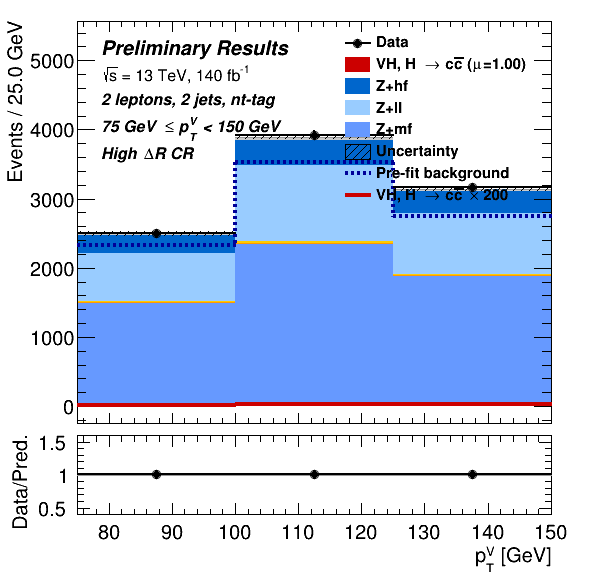 Events / 25.0 GeV
5000
4000
3000
2000
1000
0
Preliminary Results
√s = 13 TeV, 140 fb⁻¹
2 leptons, 2 jets, nt-tag
75 GeV ≤ p_T^V < 150 GeV
High ΔR CR
Data
VH, H → cc̅ (μ=1.00)
Z+hf
Z+ll
Z+mf
Uncertainty
Pre-fit background
VH, H → cc̅ × 200
Data/Pred.
1.5
1
0.5
80 90 100 110 120 130 140 150
p_T^V [GeV]